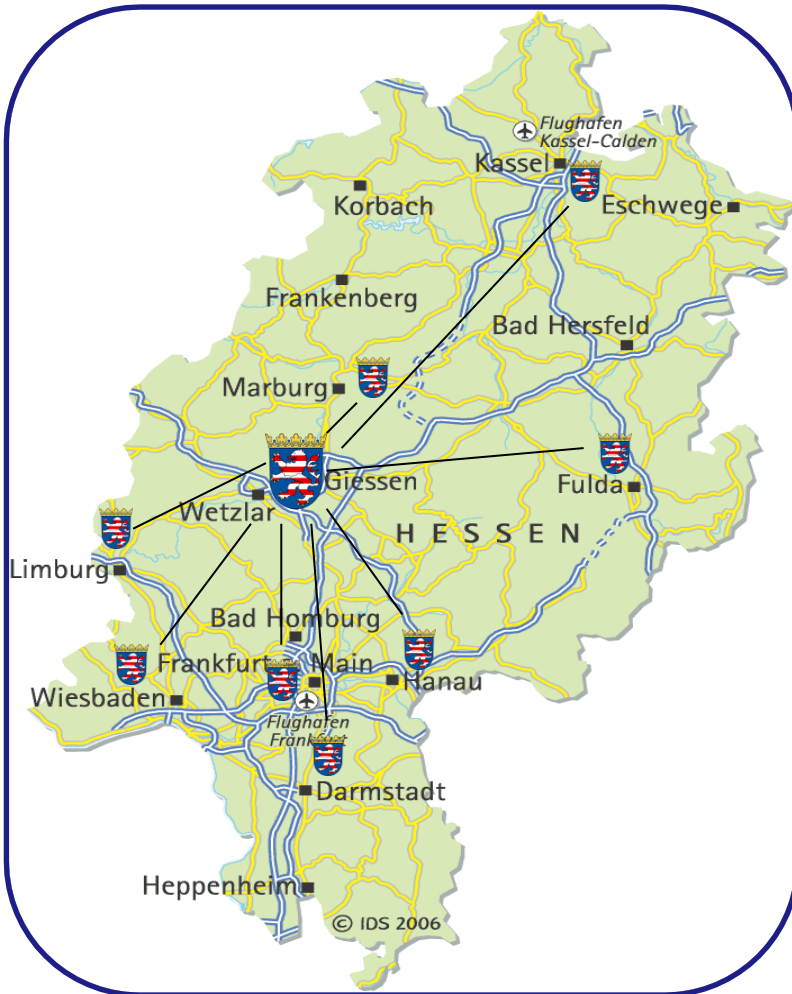 Flughafen
Kassel-Calden
Kassel
Korbach
Eschwege
Frankenberg
Bad Hersfeld
Marburg
Giessen
Fulda
Wetzlar
HESSEN
Limburg
Bad Homburg
Frankfurt Main
Hanau
Wiesbaden
Flughafen
Frankfurt
Darmstadt
Heppenheim
© IDS 2006